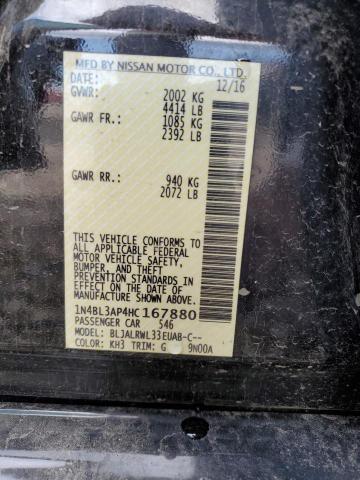 MFD BY NISSAN MOTOR CO., LTD.
DATE: 12/16
GVWR: 2002 KG
4414 LB
GAWR FR.: 1085 KG
2392 LB
GAWR RR.: 940 KG
2072 LB
THIS VEHICLE CONFORMS TO
ALL APPLICABLE FEDERAL
MOTOR VEHICLE SAFETY,
BUMPER, AND THEFT
PREVENTION STANDARDS IN
EFFECT ON THE DATE OF
MANUFACTURE SHOWN ABOVE.
1N4BL3AP4HC167880
PASSENGER CAR 546
MODEL: BLJALRWL33EUAB-C--
COLOR: KH3 TRIM: G 9N00A